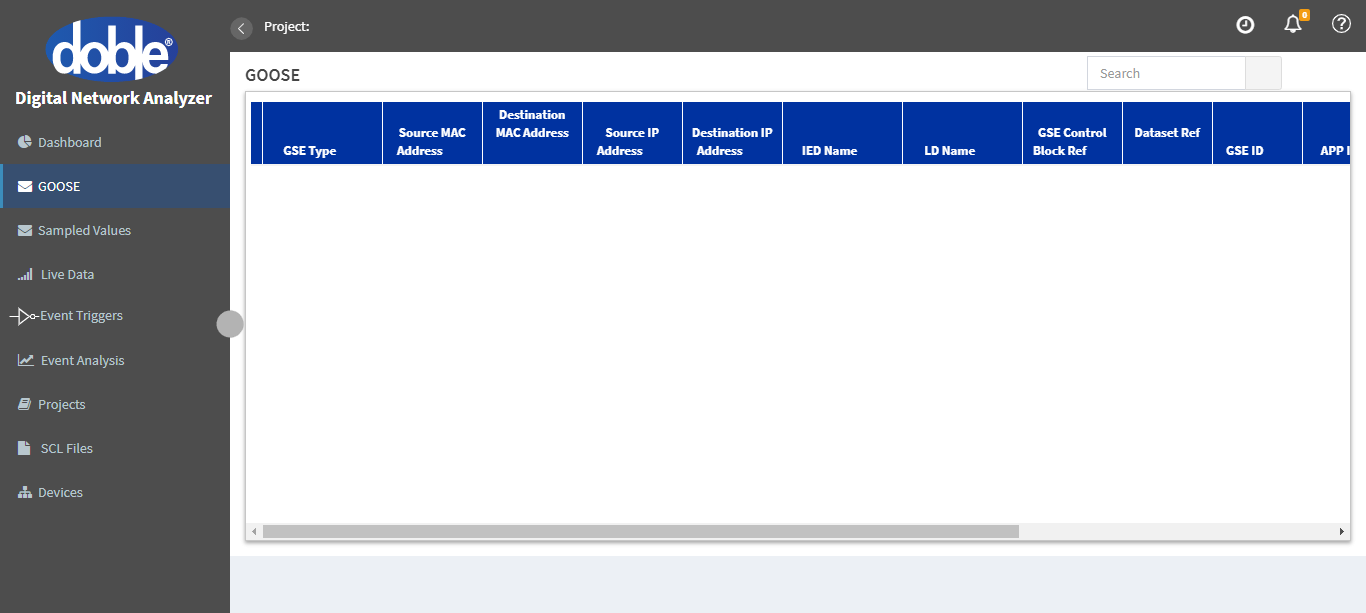 doble®
Digital Network Analyzer
Dashboard
GOOSE
Sampled Values
Live Data
Event Triggers
Event Analysis
Projects
SCL Files
Devices
Project:
0
GOOSE
Search
GSE Type
Source MAC
Address
Destination
MAC Address
Source IP
Address
Destination IP
Address
IED Name
LD Name
GSE Control
Block Ref
Dataset Ref
GSE ID
APP I